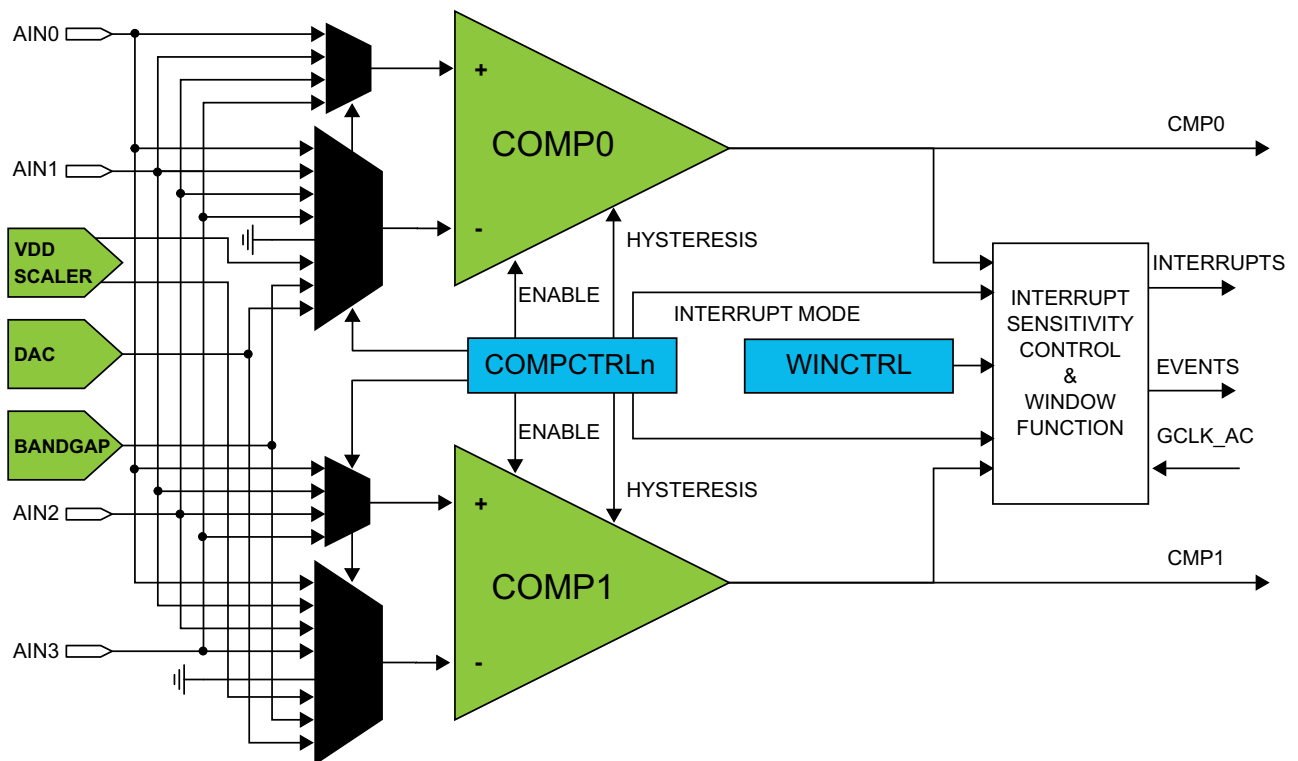 AIN0
+
COMP0
CMP0
AIN1
-
HYSTERESIS
VDD
SCALER
ENABLE
INTERRUPT MODE
INTERRUPT
SENSITIVITY
CONTROL
&
WINDOW
FUNCTION
INTERRUPTS
DAC
COMPCTRLn
WINCTRL
EVENTS
BANDGAP
ENABLE
GCLK_AC
HYSTERESIS
AIN2
+
COMP1
CMP1
AIN3
-